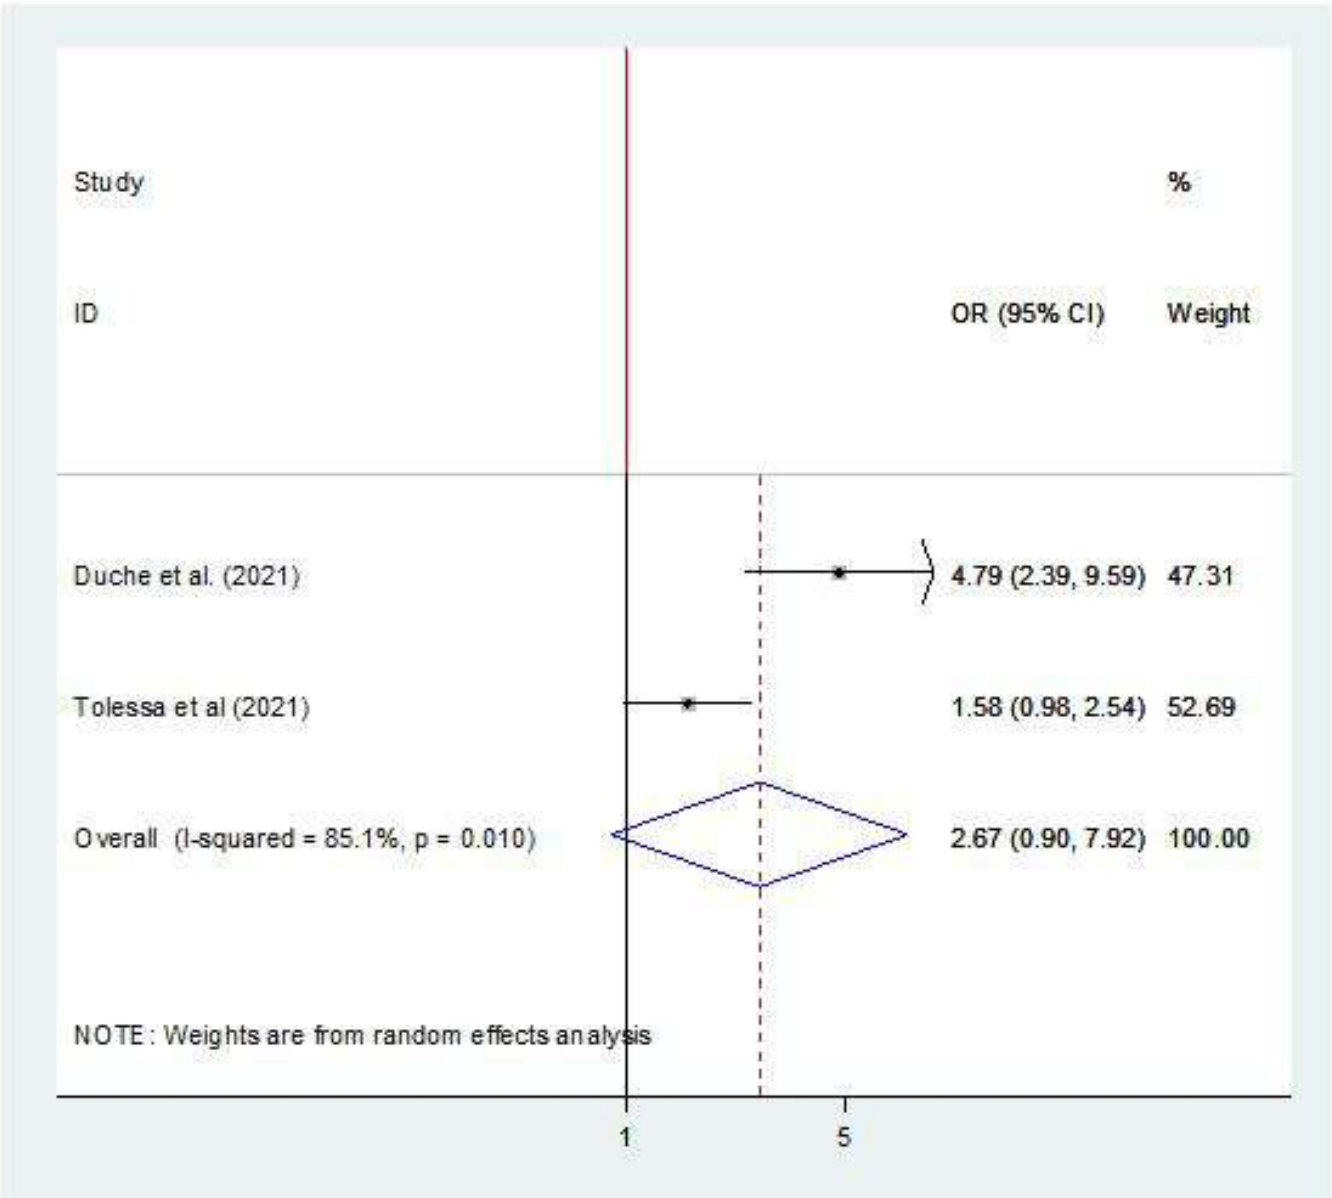 Study %
ID OR (95% CI) Weight
Duche et al. (2021) 4.79 (2.39, 9.59) 47.31
Tolessa et al (2021) 1.58 (0.98, 2.54) 52.69
Overall (I-squared = 85.1%, p = 0.010) 2.67 (0.90, 7.92) 100.00
NOTE: Weights are from random effects analysis
1 5